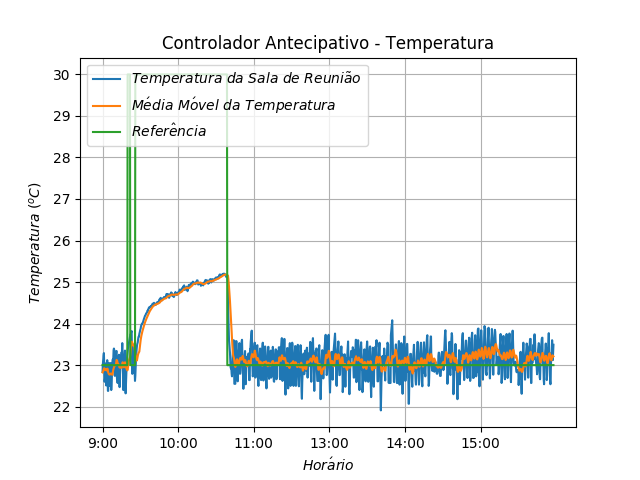 Controlador Antecipativo - Temperatura
Temperatura da Sala de Reunião
Média Móvel da Temperatura
Referência
30
29
28
27
26
25
24
23
22
Temperatura (°C)
9:00 10:00 11:00 13:00 14:00 15:00
Horário